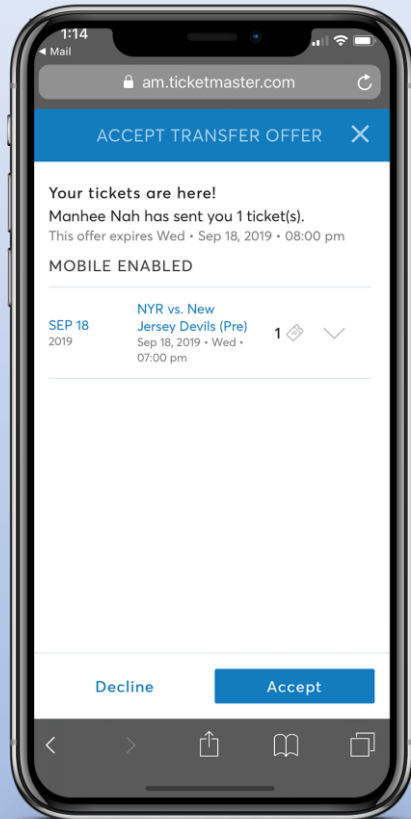 1:14
Mail
am.ticketmaster.com
ACCEPT TRANSFER OFFER
Your tickets are here!
Manhee Nah has sent you 1 ticket(s).
This offer expires Wed • Sep 18, 2019 • 08:00 pm
MOBILE ENABLED
SEP 18
2019
NYR vs. New
Jersey Devils (Pre)
Sep 18, 2019 • Wed •
07:00 pm
1
Decline
Accept